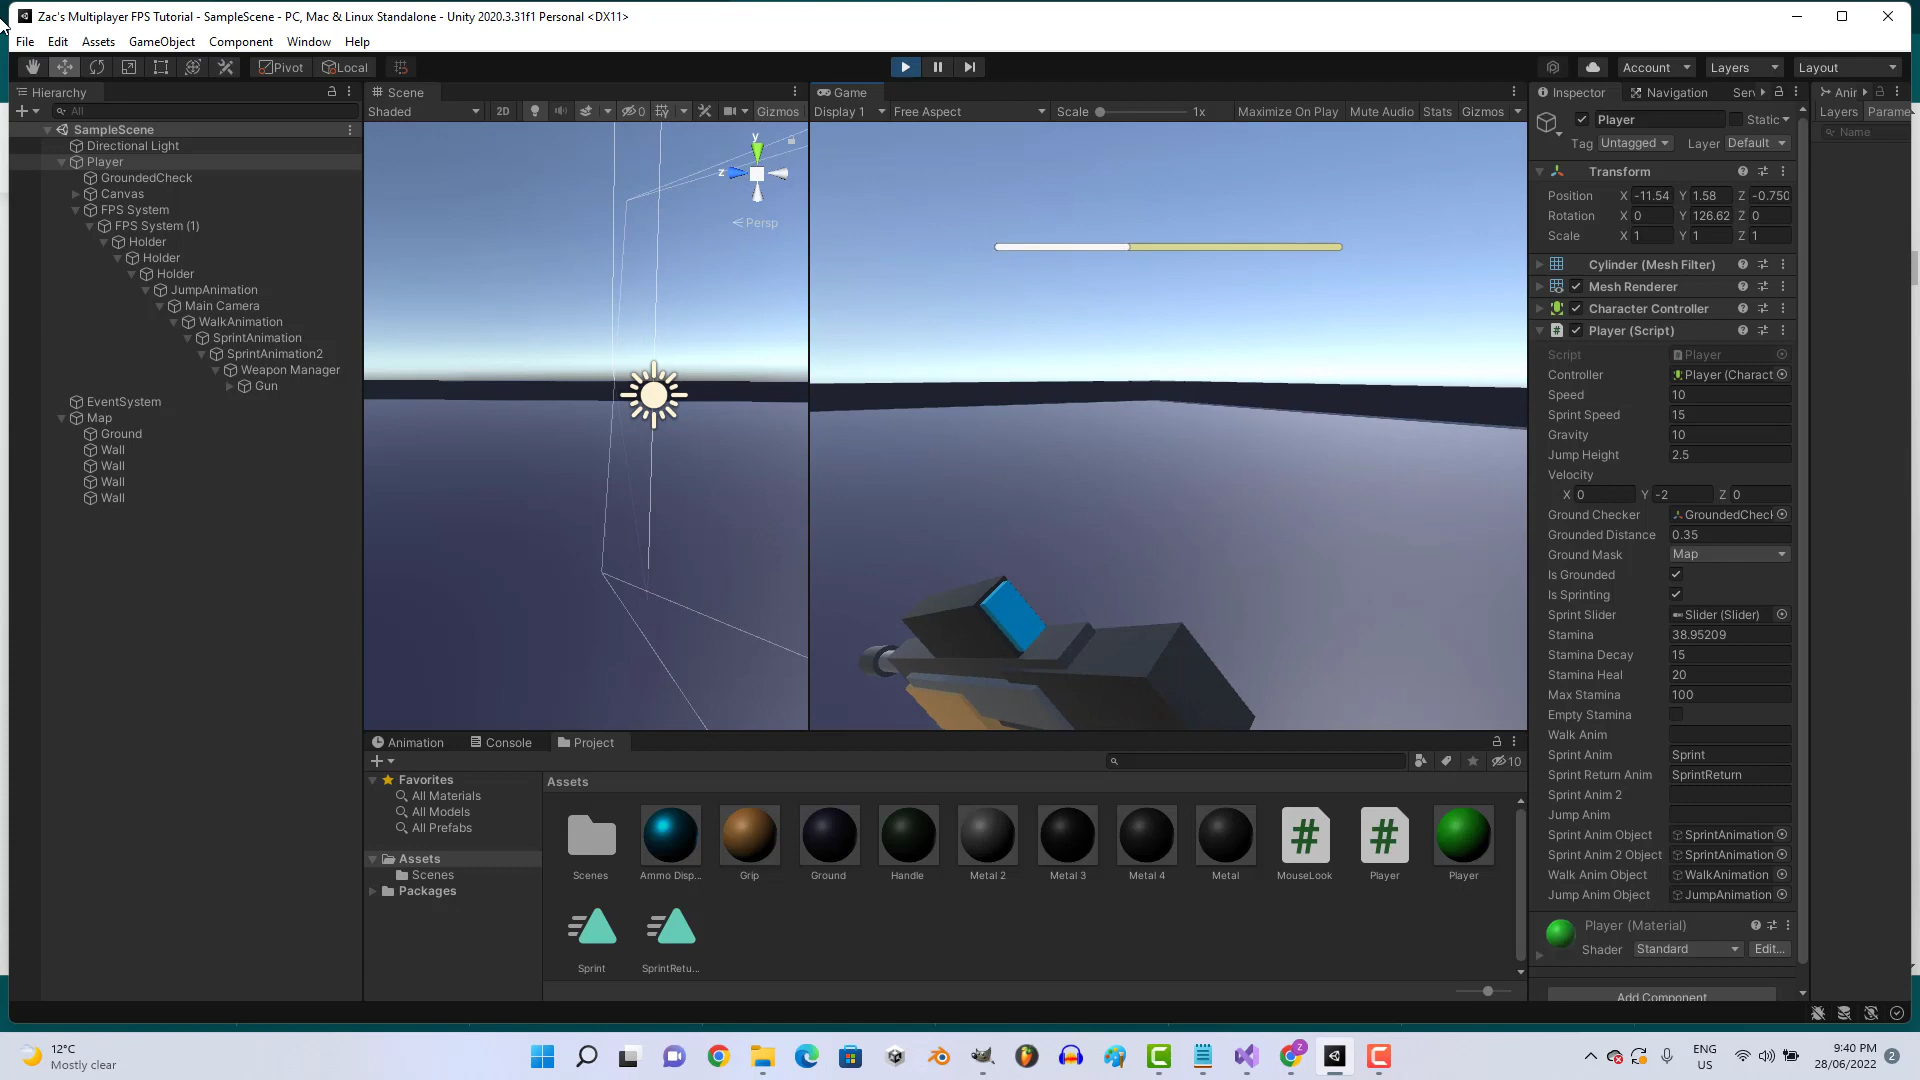 Zac's Multiplayer FPS Tutorial - SampleScene - PC, Mac & Linux Standalone - Unity 2020.3.31f1 Personal <DX11>
File Edit Assets GameObject Component Window Help
Pivot Local Account Layers Layout
Hierarchy
All
SampleScene
Directional Light
Player
GroundedCheck
Canvas
FPS System
FPS System (1)
Holder
Holder
Holder
JumpAnimation
Main Camera
WalkAnimation
SprintAnimation
SprintAnimation2
Weapon Manager
Gun
EventSystem
Map
Ground
Wall
Wall
Wall
Wall
Scene
Shaded 2D 0 Gizmos
y
z
Persp
Game
Display 1 Free Aspect Scale 1x Maximize On Play Mute Audio Stats Gizmos
Inspector Navigation Serv
Player Static
Tag Untagged Layer Default
Transform
Position X -11.54 Y 1.58 Z -0.750
Rotation X 0 Y 126.62 Z 0
Scale X 1 Y 1 Z 1
Cylinder (Mesh Filter)
Mesh Renderer
Character Controller
Player (Script)
Script Player
Controller Player (Charact
Speed 10
Sprint Speed 15
Gravity 10
Jump Height 2.5
Velocity
X 0 Y -2 Z 0
Ground Checker GroundedCheck
Grounded Distance 0.35
Ground Mask Map
Is Grounded
Is Sprinting
Sprint Slider Slider (Slider)
Stamina 38.95209
Stamina Decay 15
Stamina Heal 20
Max Stamina 100
Empty Stamina
Walk Anim
Sprint Anim Sprint
Sprint Return Anim SprintReturn
Sprint Anim 2
Jump Anim
Sprint Anim Object SprintAnimation
Sprint Anim 2 Object SprintAnimation
Walk Anim Object WalkAnimation
Jump Anim Object JumpAnimation
Player (Material)
Shader Standard Edit...
Add Component
Anir
Layers Parame
Name
Animation Console Project
10
Favorites
All Materials
All Models
All Prefabs
Assets
Scenes
Packages
Assets
Scenes Ammo Disp... Grip Ground Handle Metal 2 Metal 3 Metal 4 Metal MouseLook Player Player
Sprint SprintRetu...
12°C
Mostly clear
Z
ENG
US
9:40 PM
28/06/2022
2